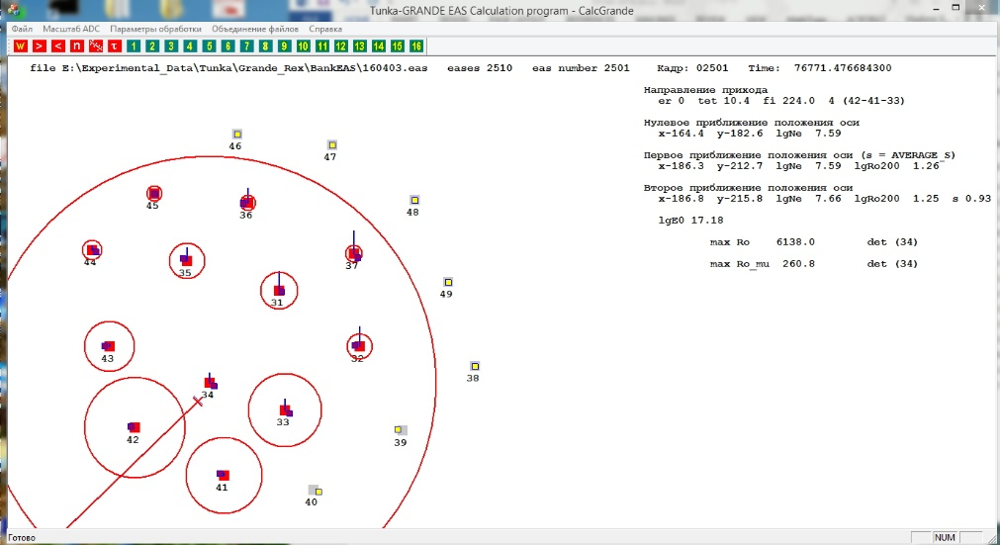 Tunka-GRANDE EAS Calculation program - CalcGrande
Файл Масштаб ADC Параметры обработки Объединение файлов Справка
w > < n τ 1 2 3 4 5 6 7 8 9 10 11 12 13 14 15 16
file E:\Experimental_Data\Tunka\Grande_Rex\BankEAS\160403.eas eases 2510 eas number 2501 Кадр: 02501 Time: 76771.476684300
Направление прихода
er 0 tet 10.4 fi 224.0 4 (42-41-33)
Нулевое приближение положения оси
x-164.4 y-182.6 lgNe 7.59
Первое приближение положения оси (s = AVERAGE_S)
x-186.3 y-212.7 lgNe 7.59 lgRo200 1.26
Второе приближение положения оси
x-186.8 y-215.8 lgNe 7.66 lgRo200 1.25 s 0.93
lgE0 17.18
max Ro 6138.0 det (34)
max Ro_mu 260.8 det (34)
46
47
45
36
48
44
35
37
49
31
43
32
38
34
33
42
39
41
40
Готово
NUM